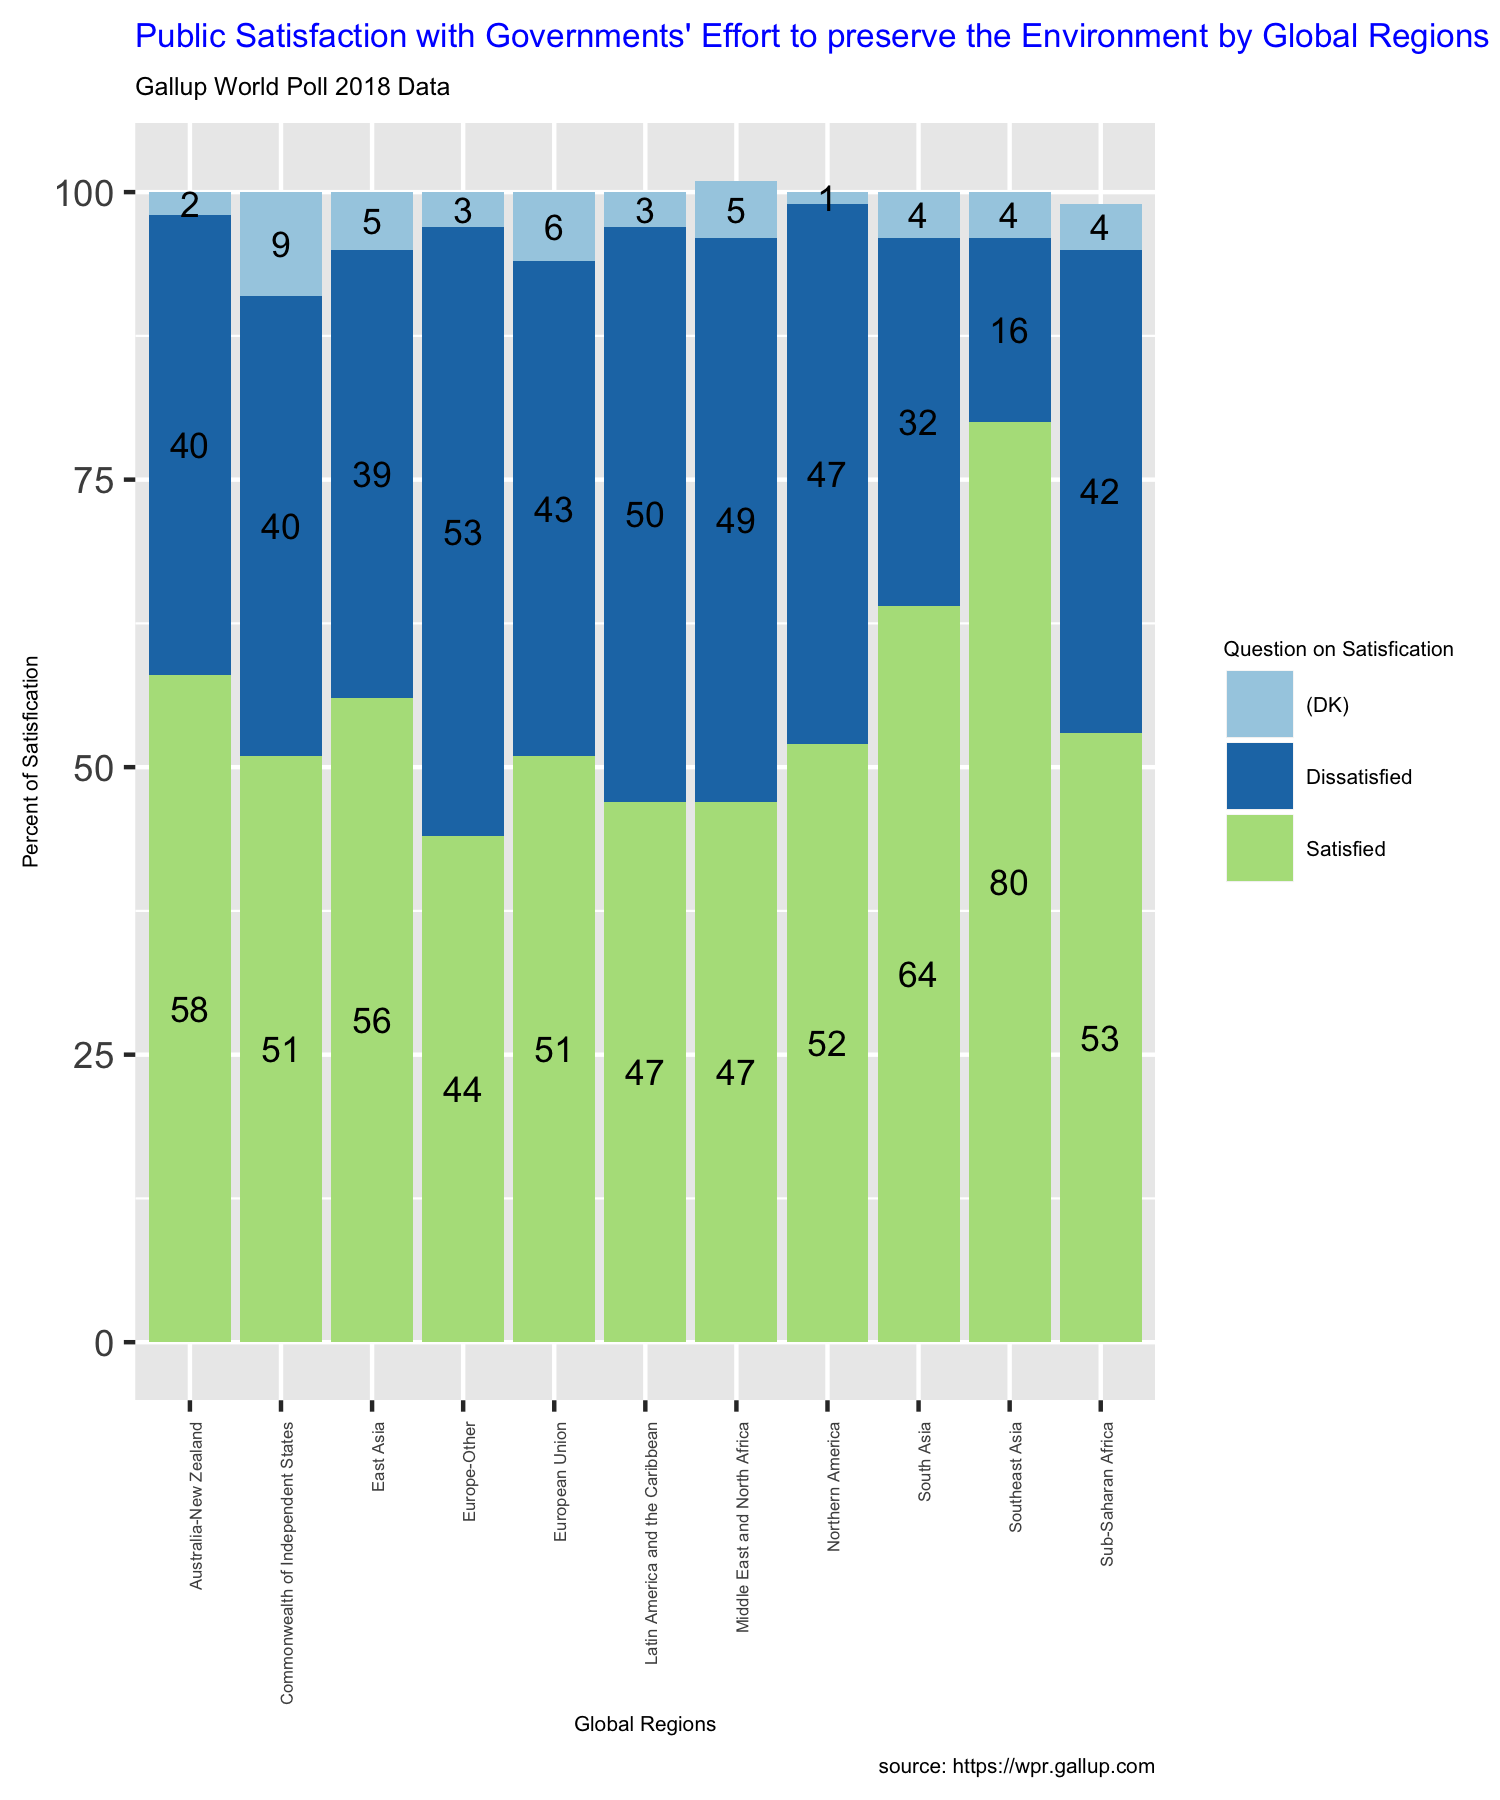 Public Satisfaction with Governments' Effort to preserve the Environment by Global Regions
Gallup World Poll 2018 Data
Percent of Satisfication
100
75
50
25
0
2
9
5
3
6
3
5
1
4
4
4
40
40
39
53
43
50
49
47
32
16
42
58
51
56
44
51
47
47
52
64
80
53
Question on Satisfication
(DK)
Dissatisfied
Satisfied
Australia-New Zealand
Commonwealth of Independent States
East Asia
Europe-Other
European Union
Latin America and the Caribbean
Middle East and North Africa
Northern America
South Asia
Southeast Asia
Sub-Saharan Africa
Global Regions
source: https://wpr.gallup.com